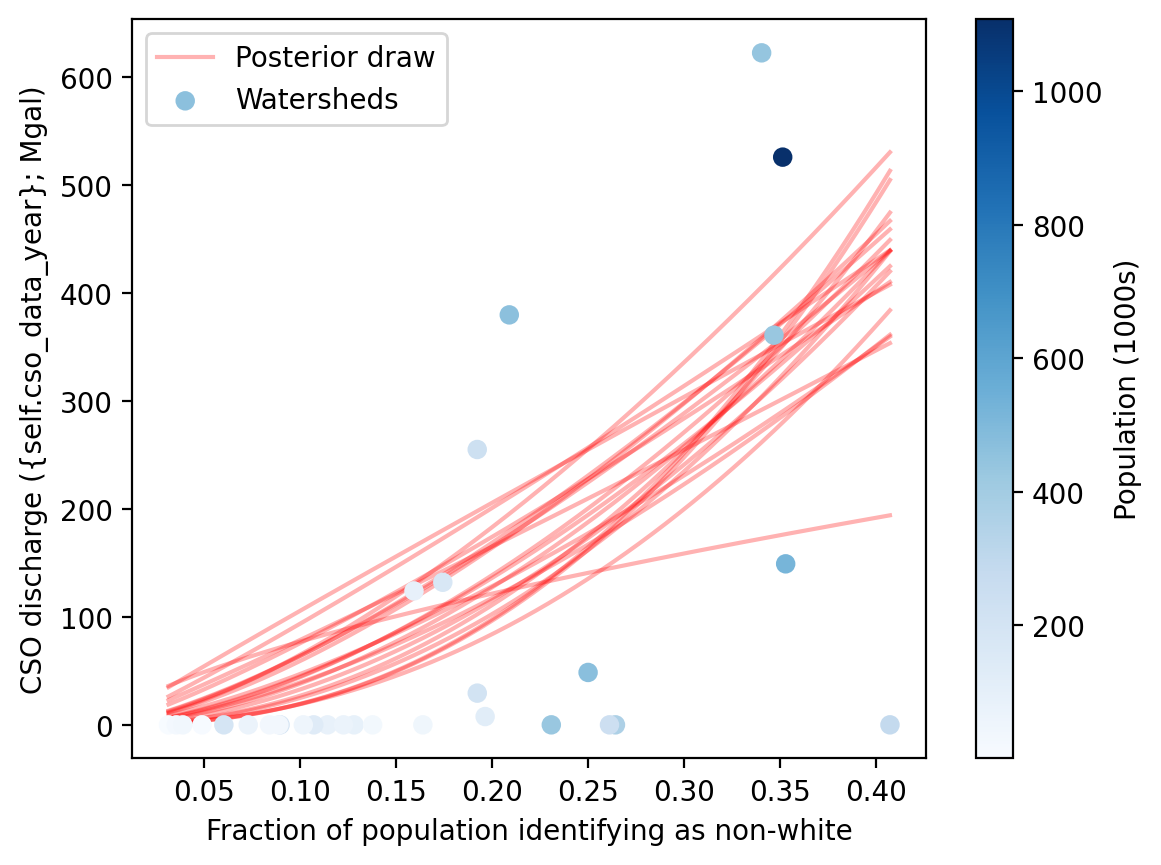 Posterior draw
Watersheds
CSO discharge ({self.cso_data_year}; Mgal)
600
500
400
300
200
100
0
0.05 0.10 0.15 0.20 0.25 0.30 0.35 0.40
Fraction of population identifying as non-white
1000
800
600
400
200
Population (1000s)